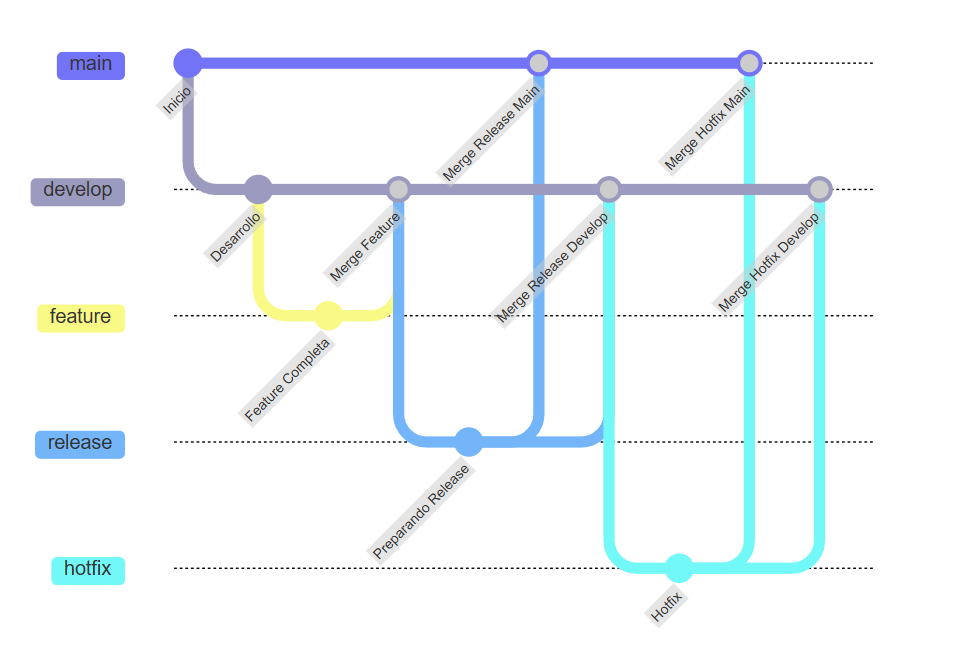 main
Inicio
Merge Release Main
Merge Hotfix Main
develop
Desarrollo
Merge Feature
Merge Release Develop
Merge Hotfix Develop
feature
Feature Completa
release
Preparando Release
hotfix
Hotfix